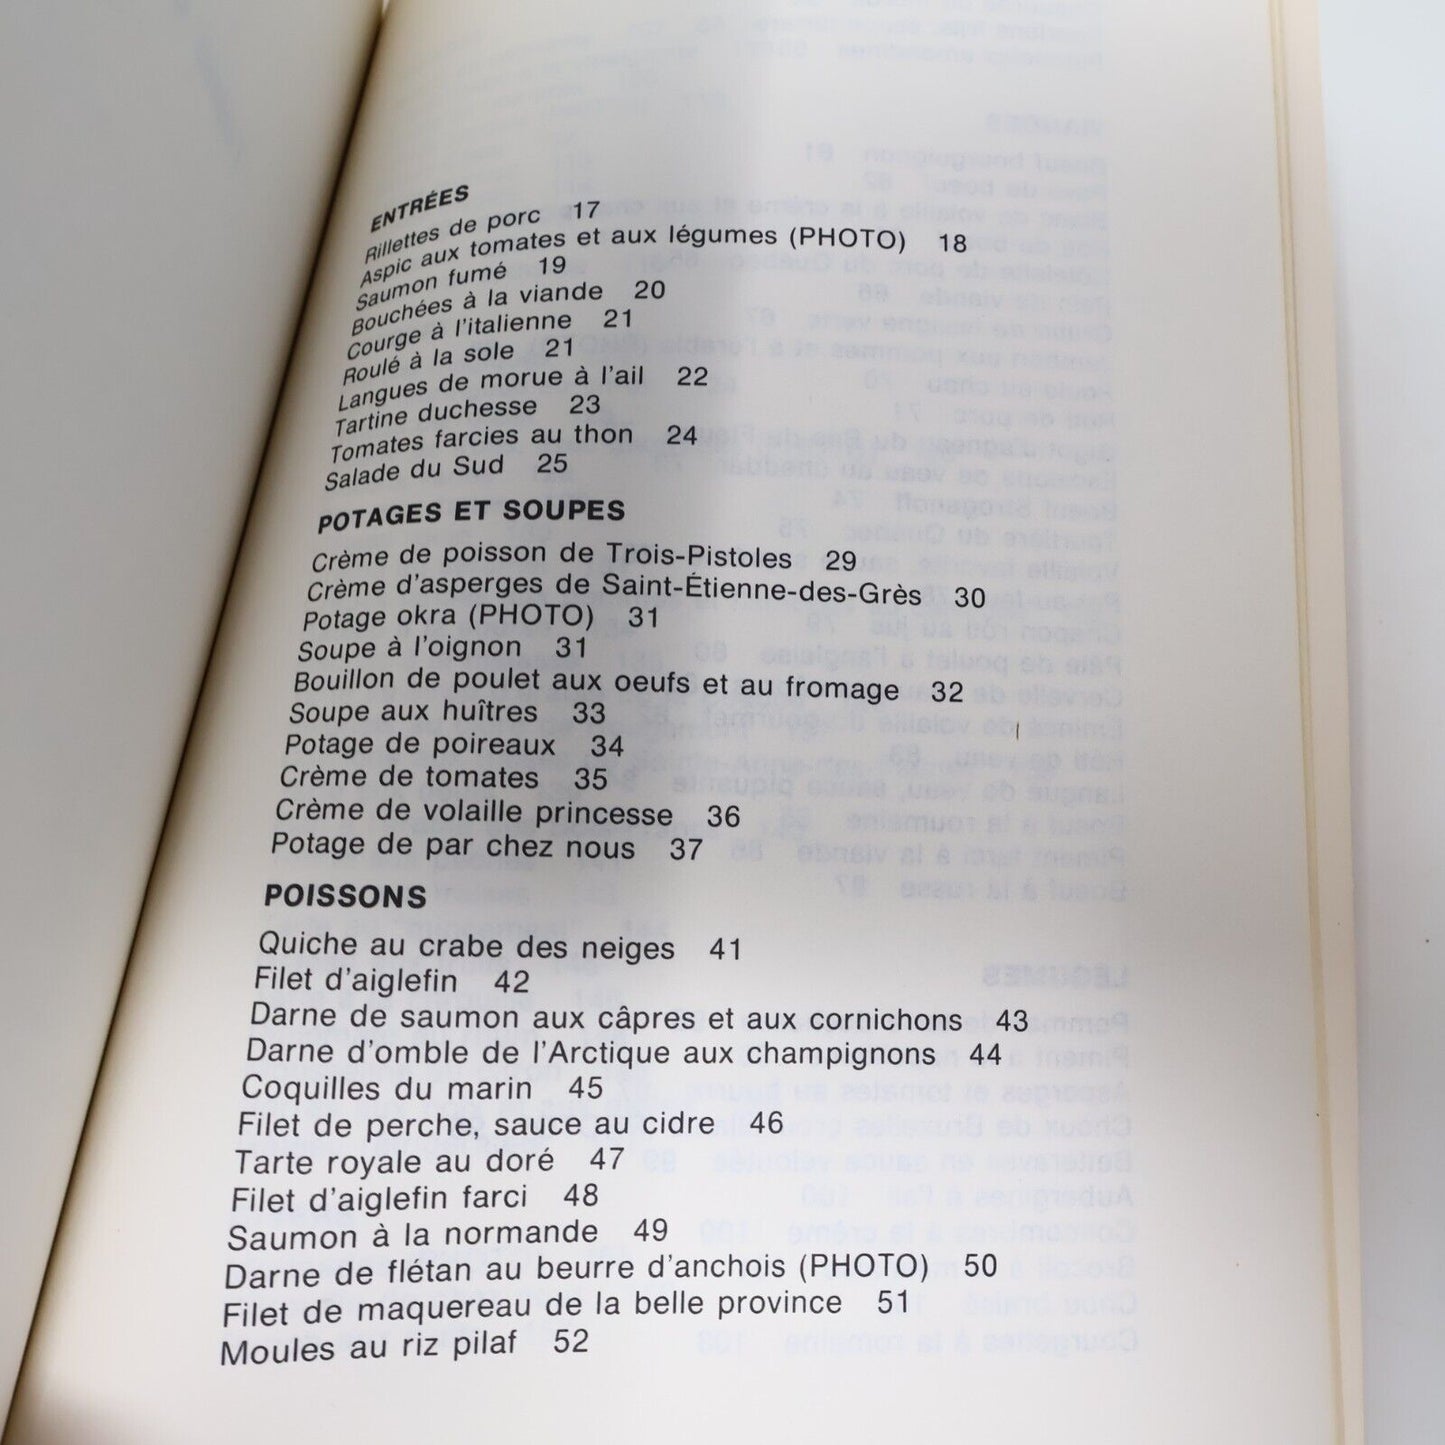 ENTRÉES
Rillettes de porc 17
Aspic aux tomates et aux légumes (PHOTO) 18
Saumon fumé 19
Bouchées à la viande 20
Courge à l'italienne 21
Roulé à la sole 21
Langues de morue à l'ail 22
Tartine duchesse 23
Tomates farcies au thon 24
Salade du Sud 25
POTAGES ET SOUPES
Crème de poisson de Trois-Pistoles 29
Crème d'asperges de Saint-Étienne-des-Grès 30
Potage okra (PHOTO) 31
Soupe à l'oignon 31
Bouillon de poulet aux oeufs et au fromage 32
Soupe aux huîtres 33
Potage de poireaux 34
Crème de tomates 35
Crème de volaille princesse 36
Potage de par chez nous 37
POISSONS
Quiche au crabe des neiges 41
Filet d'aiglefin 42
Darne de saumon aux câpres et aux cornichons 43
Darne d'omble de l'Arctique aux champignons 44
Coquilles du marin 45
Filet de perche, sauce au cidre 46
Tarte royale au doré 47
Filet d'aiglefin farci 48
Saumon à la normande 49
Darne de flétan au beurre d'anchois (PHOTO) 50
Filet de maquereau de la belle province 51
Moules au riz pilaf 52